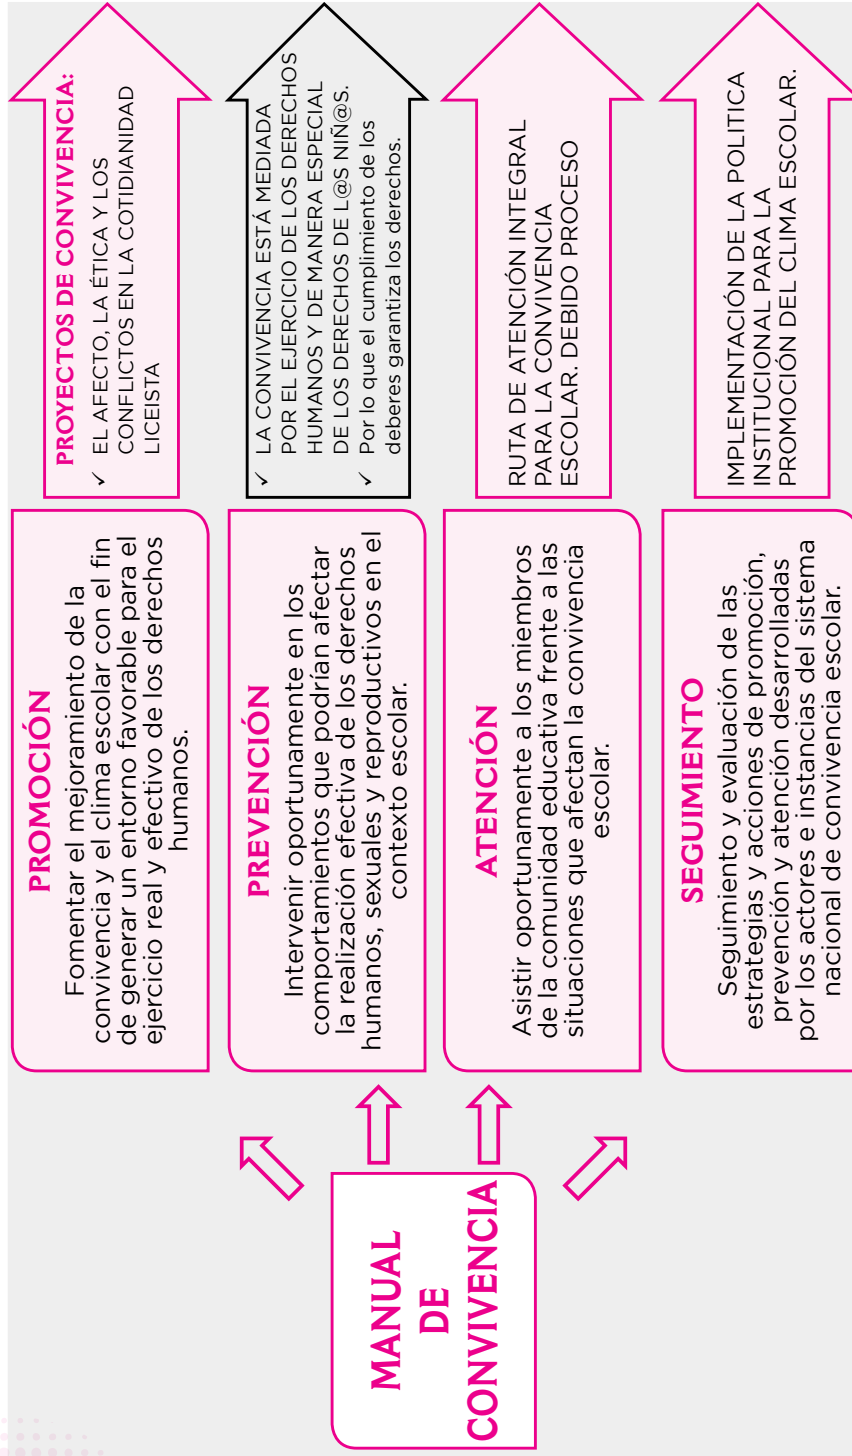 MANUAL
DE
CONVIVENCIA
PROMOCIÓN
Fomentar el mejoramiento de la
convivencia y el clima escolar con el fin
de generar un entorno favorable para el
ejercicio real y efectivo de los derechos
humanos.
PROYECTOS DE CONVIVENCIA:
✓ EL AFECTO, LA ÉTICA Y LOS
CONFLICTOS EN LA COTIDIANIDAD
LICEISTA
PREVENCIÓN
Intervenir oportunamente en los
comportamientos que podrían afectar
la realización efectiva de los derechos
humanos, sexuales y reproductivos en el
contexto escolar.
✓ LA CONVIVENCIA ESTÁ MEDIADA
POR EL EJERCICIO DE LOS DERECHOS
HUMANOS Y DE MANERA ESPECIAL
DE LOS DERECHOS DE L@S NIÑ@S.
✓ Por lo que el cumplimiento de los
deberes garantiza los derechos.
ATENCIÓN
Asistir oportunamente a los miembros
de la comunidad educativa frente a las
situaciones que afectan la convivencia
escolar.
RUTA DE ATENCIÓN INTEGRAL
PARA LA CONVIVENCIA
ESCOLAR. DEBIDO PROCESO
SEGUIMIENTO
Seguimiento y evaluación de las
estrategias y acciones de promoción,
prevención y atención desarrolladas
por los actores e instancias del sistema
nacional de convivencia escolar.
IMPLEMENTACIÓN DE LA POLITICA
INSTITUCIONAL PARA LA
PROMOCIÓN DEL CLIMA ESCOLAR.